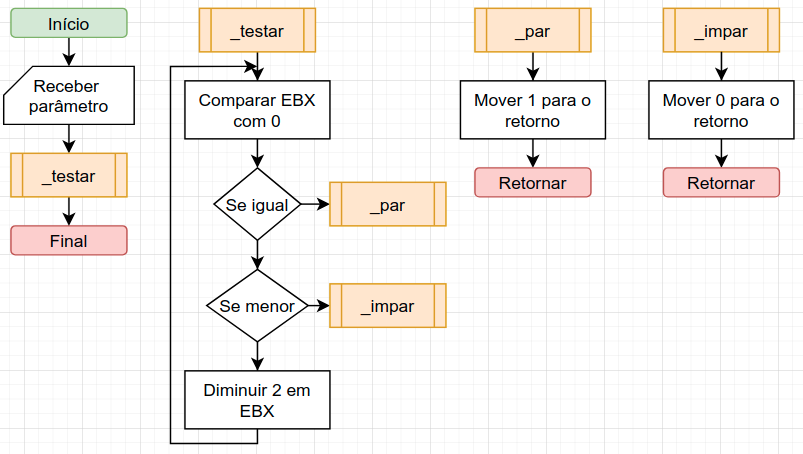 Início
Receber
parâmetro
_testar
Final
_testar
Comparar EBX
com 0
Se igual
_par
Se menor
_impar
Diminuir 2 em
EBX
_par
Mover 1 para o
retorno
Retornar
_impar
Mover 0 para o
retorno
Retornar